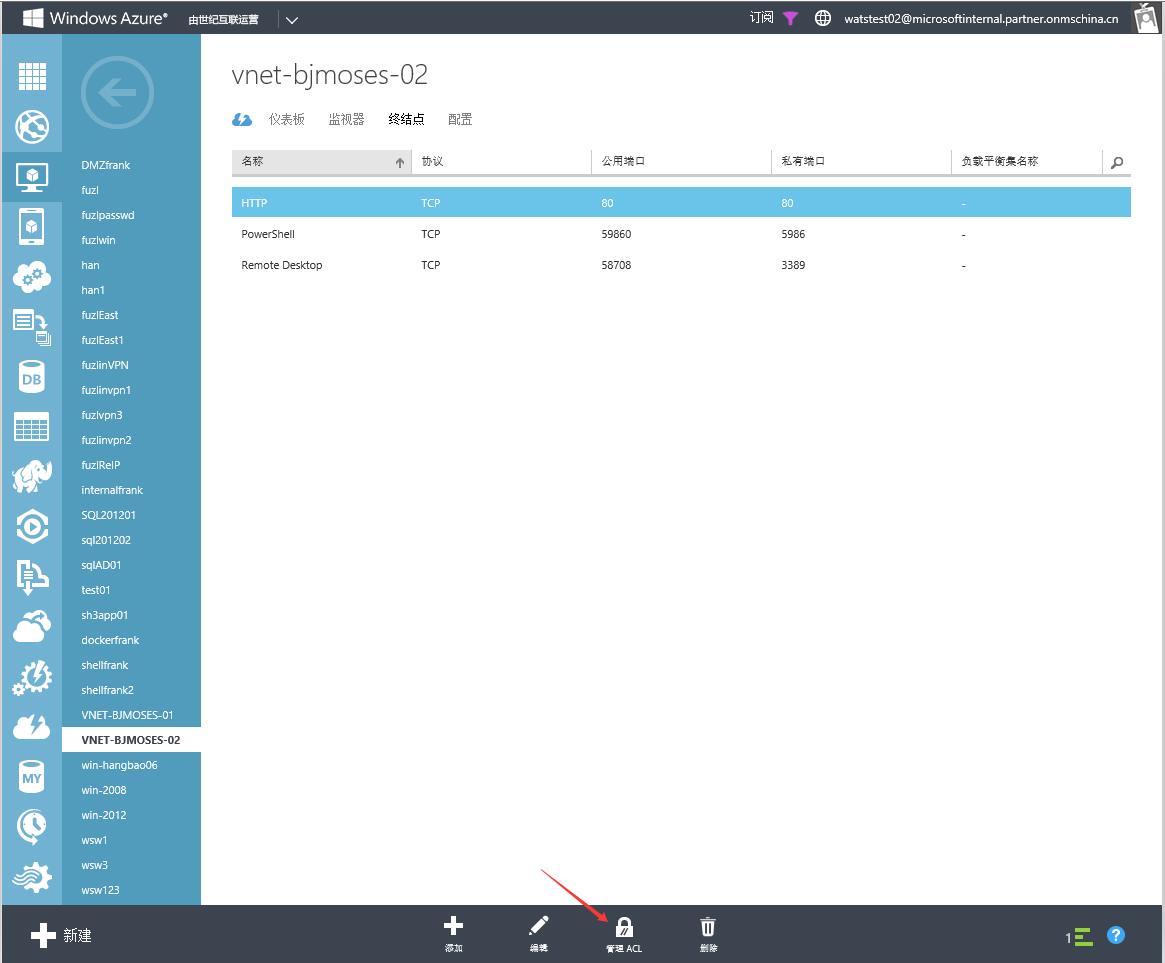 Windows Azure® 由世纪互联运营 订阅 watstest02@microsoftinternal.partner.onmschina.cn
DMZfrank
fuzl
fuzlpasswd
fuzlwin
han
han1
fuzlEast
fuzlEast1
fuzlinVPN
fuzlinvpn1
fuzlvpn3
fuzlinvpn2
fuzlReIP
internalfrank
SQL201201
sql201202
sqlAD01
test01
sh3app01
dockerfrank
shellfrank
shellfrank2
VNET-BJMOSES-01
VNET-BJMOSES-02
win-hangbao06
win-2008
win-2012
wsw1
wsw3
wsw123
DB
MY
vnet-bjmoses-02
仪表板 监视器 终结点 配置
名称 协议 公用端口 私有端口 负载平衡集名称
HTTP TCP 80 80 -
PowerShell TCP 59860 5986 -
Remote Desktop TCP 58708 3389 -
新建 添加 编辑 管理 ACL 删除 1 ?